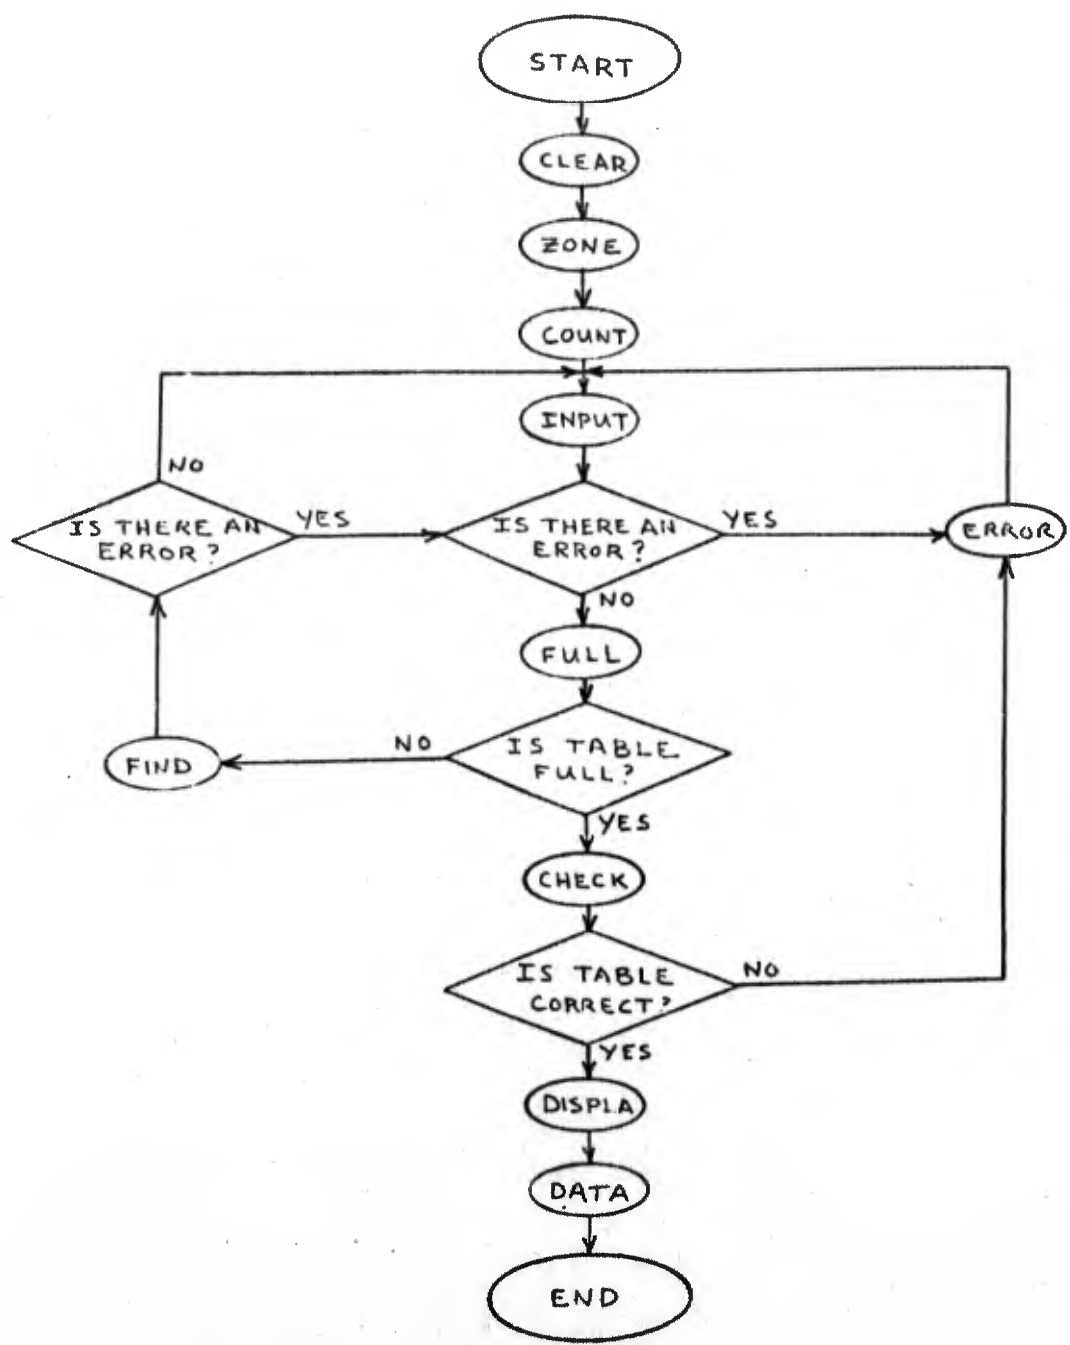 START
CLEAR
ZONE
COUNT
INPUT
NO
IS THERE AN
ERROR?
YES
IS THERE AN
ERROR?
YES
ERROR
NO
FULL
IS TABLE
FULL?
NO
FIND
YES
CHECK
IS TABLE
CORRECT?
NO
YES
DISPLA
DATA
END